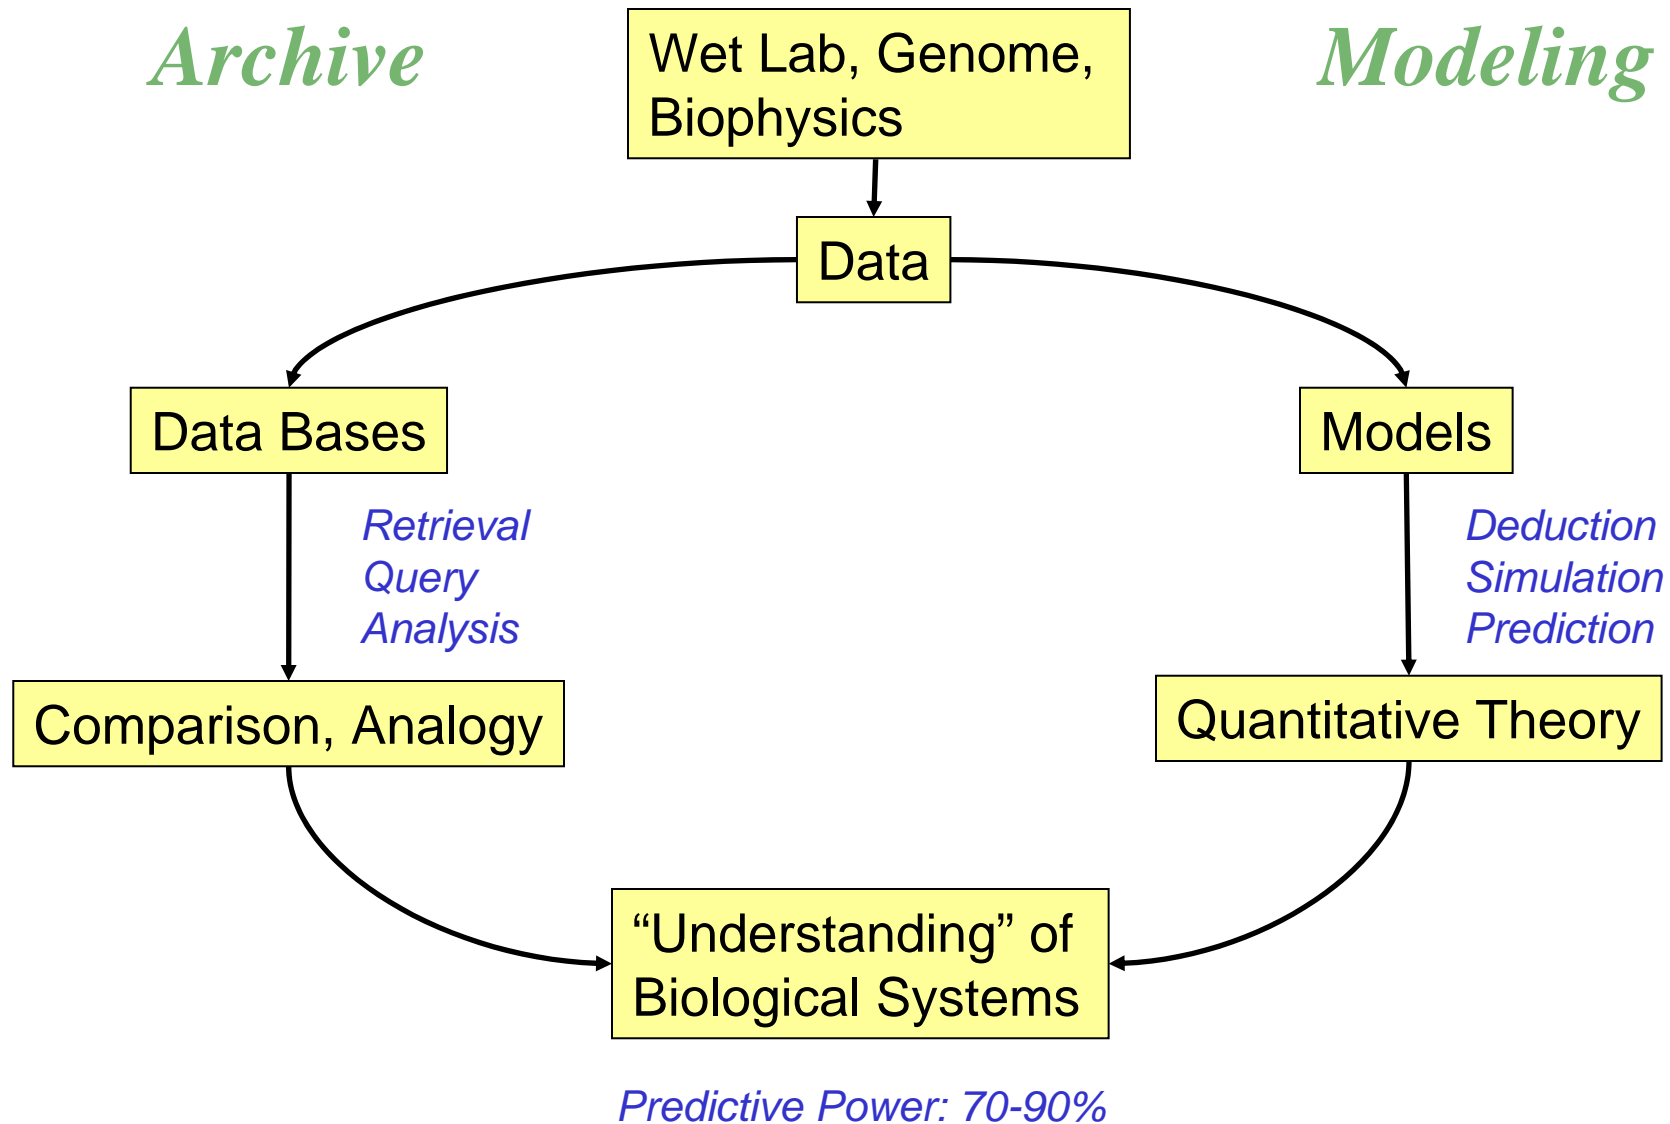 Archive
Modeling
Wet Lab, Genome,
Biophysics
Data
Data Bases
Models
Retrieval
Query
Analysis
Deduction
Simulation
Prediction
Comparison, Analogy
Quantitative Theory
“Understanding” of
Biological Systems
Predictive Power: 70-90%